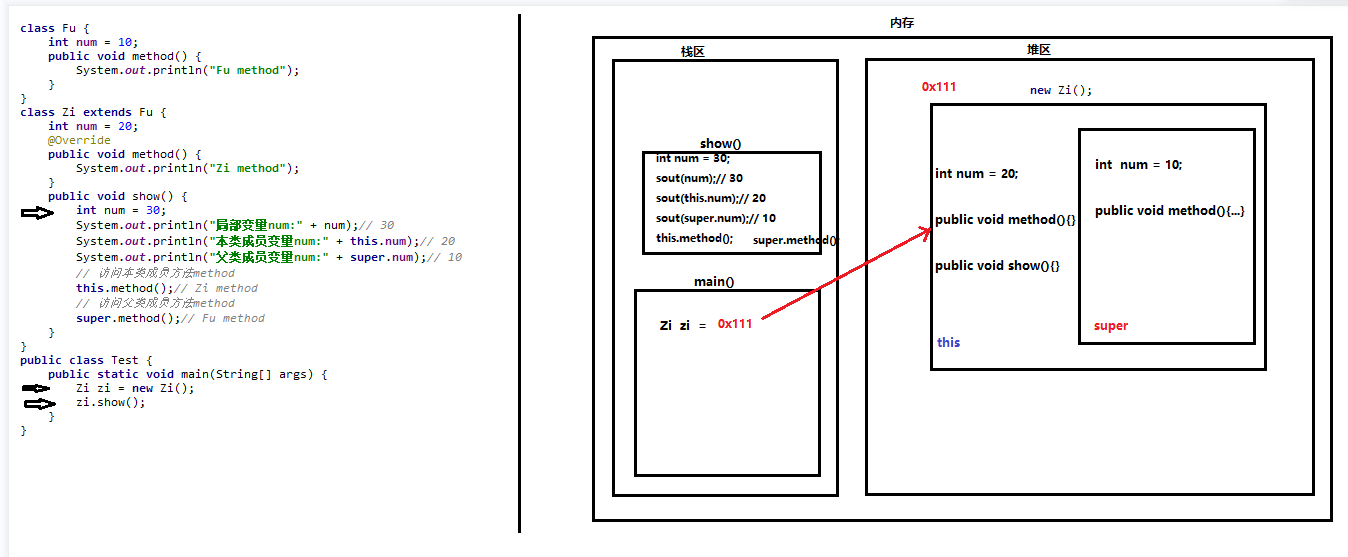 class Fu {
    int num = 10;
    public void method() {
        System.out.println("Fu method");
    }
}
class Zi extends Fu {
    int num = 20;
    @Override
    public void method() {
        System.out.println("Zi method");
    }
    public void show() {
        int num = 30;
        System.out.println("局部变量num:" + num);// 30
        System.out.println("本类成员变量num:" + this.num);// 20
        System.out.println("父类成员变量num:" + super.num);// 10
        // 访问本类成员方法method
        this.method();// Zi method
        // 访问父类成员方法method
        super.method();// Fu method
    }
}
public class Test {
    public static void main(String[] args) {
        Zi zi = new Zi();
        zi.show();
    }
}
内存
栈区
show()
int num = 30;
sout(num);// 30
sout(this.num);// 20
sout(super.num);// 10
this.method(); super.method()
main()
Zi zi = 0x111
堆区
0x111 new Zi();
int num = 20;
public void method(){}
public void show(){}
this
int num = 10;
public void method(){...}
super